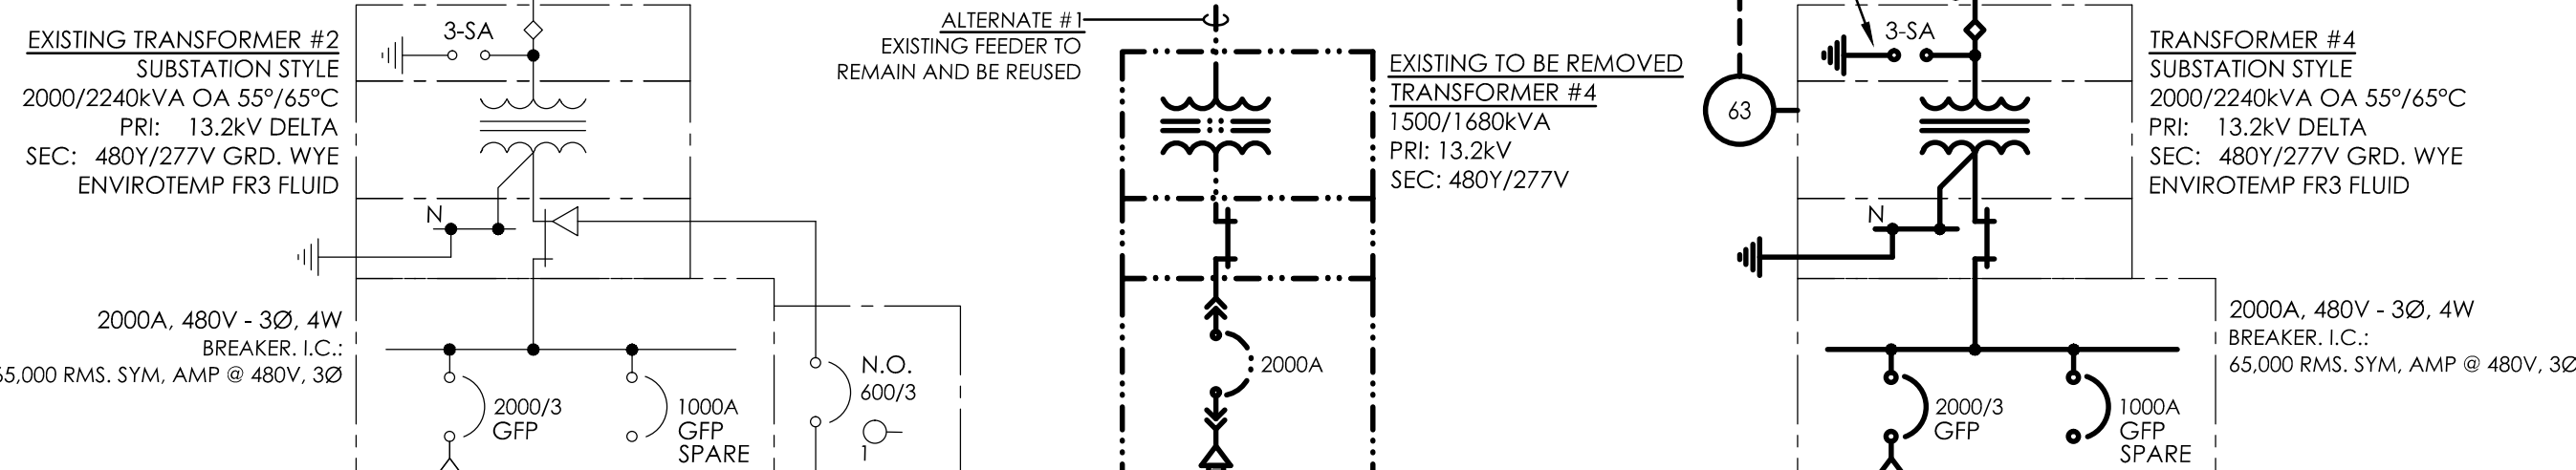 EXISTING TRANSFORMER #2
SUBSTATION STYLE
2000/2240kVA OA 55°/65°C
PRI: 13.2kV DELTA
SEC: 480Y/277V GRD. WYE
ENVIROTEMP FR3 FLUID
3-SA
N
2000A, 480V - 3Ø, 4W
BREAKER. I.C.:
65,000 RMS. SYM, AMP @ 480V, 3Ø
2000/3
GFP
1000A
GFP
SPARE
N.O.
600/3
1
ALTERNATE #1
EXISTING FEEDER TO
REMAIN AND BE REUSED
EXISTING TO BE REMOVED
TRANSFORMER #4
1500/1680kVA
PRI: 13.2kV
SEC: 480Y/277V
2000A
63
3-SA
N
TRANSFORMER #4
SUBSTATION STYLE
2000/2240kVA OA 55°/65°C
PRI: 13.2kV DELTA
SEC: 480Y/277V GRD. WYE
ENVIROTEMP FR3 FLUID
2000A, 480V - 3Ø, 4W
BREAKER. I.C.:
65,000 RMS. SYM, AMP @ 480V, 3Ø
2000/3
GFP
1000A
GFP
SPARE